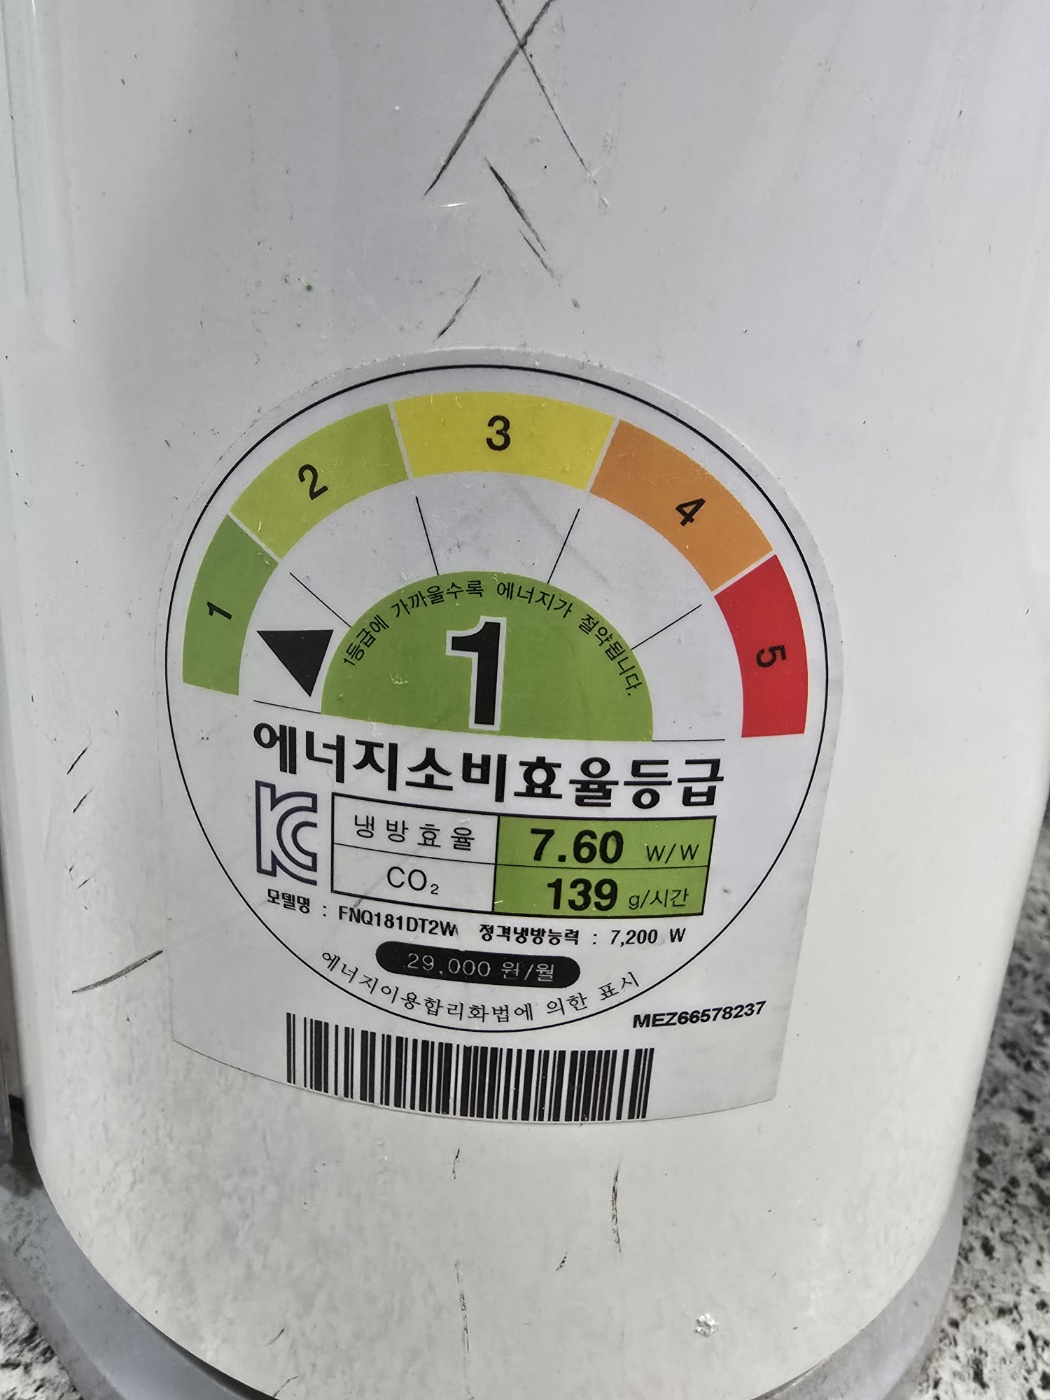 1
2
3
4
5
1등급에 가까울수록 에너지가 절약됩니다.
1
에너지소비효율등급
KC
냉방효율 7.60 W/W
CO₂ 139 g/시간
모델명 : FNQ181DT2W 정격냉방능력 : 7,200 W
29,000 원/월
에너지이용합리화법에 의한 표시
MEZ66578237